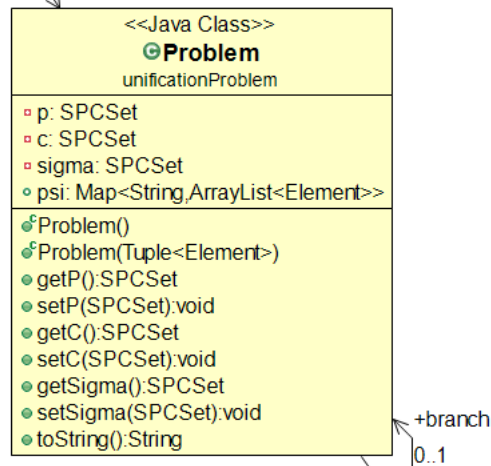 <<Java Class>>
Problem
unificationProblem
p: SPCSet
c: SPCSet
sigma: SPCSet
psi: Map<String,ArrayList<Element>>
Problem()
Problem(Tuple<Element>)
getP():SPCSet
setP(SPCSet):void
getC():SPCSet
setC(SPCSet):void
getSigma():SPCSet
setSigma(SPCSet):void
toString():String
+branch
0..1